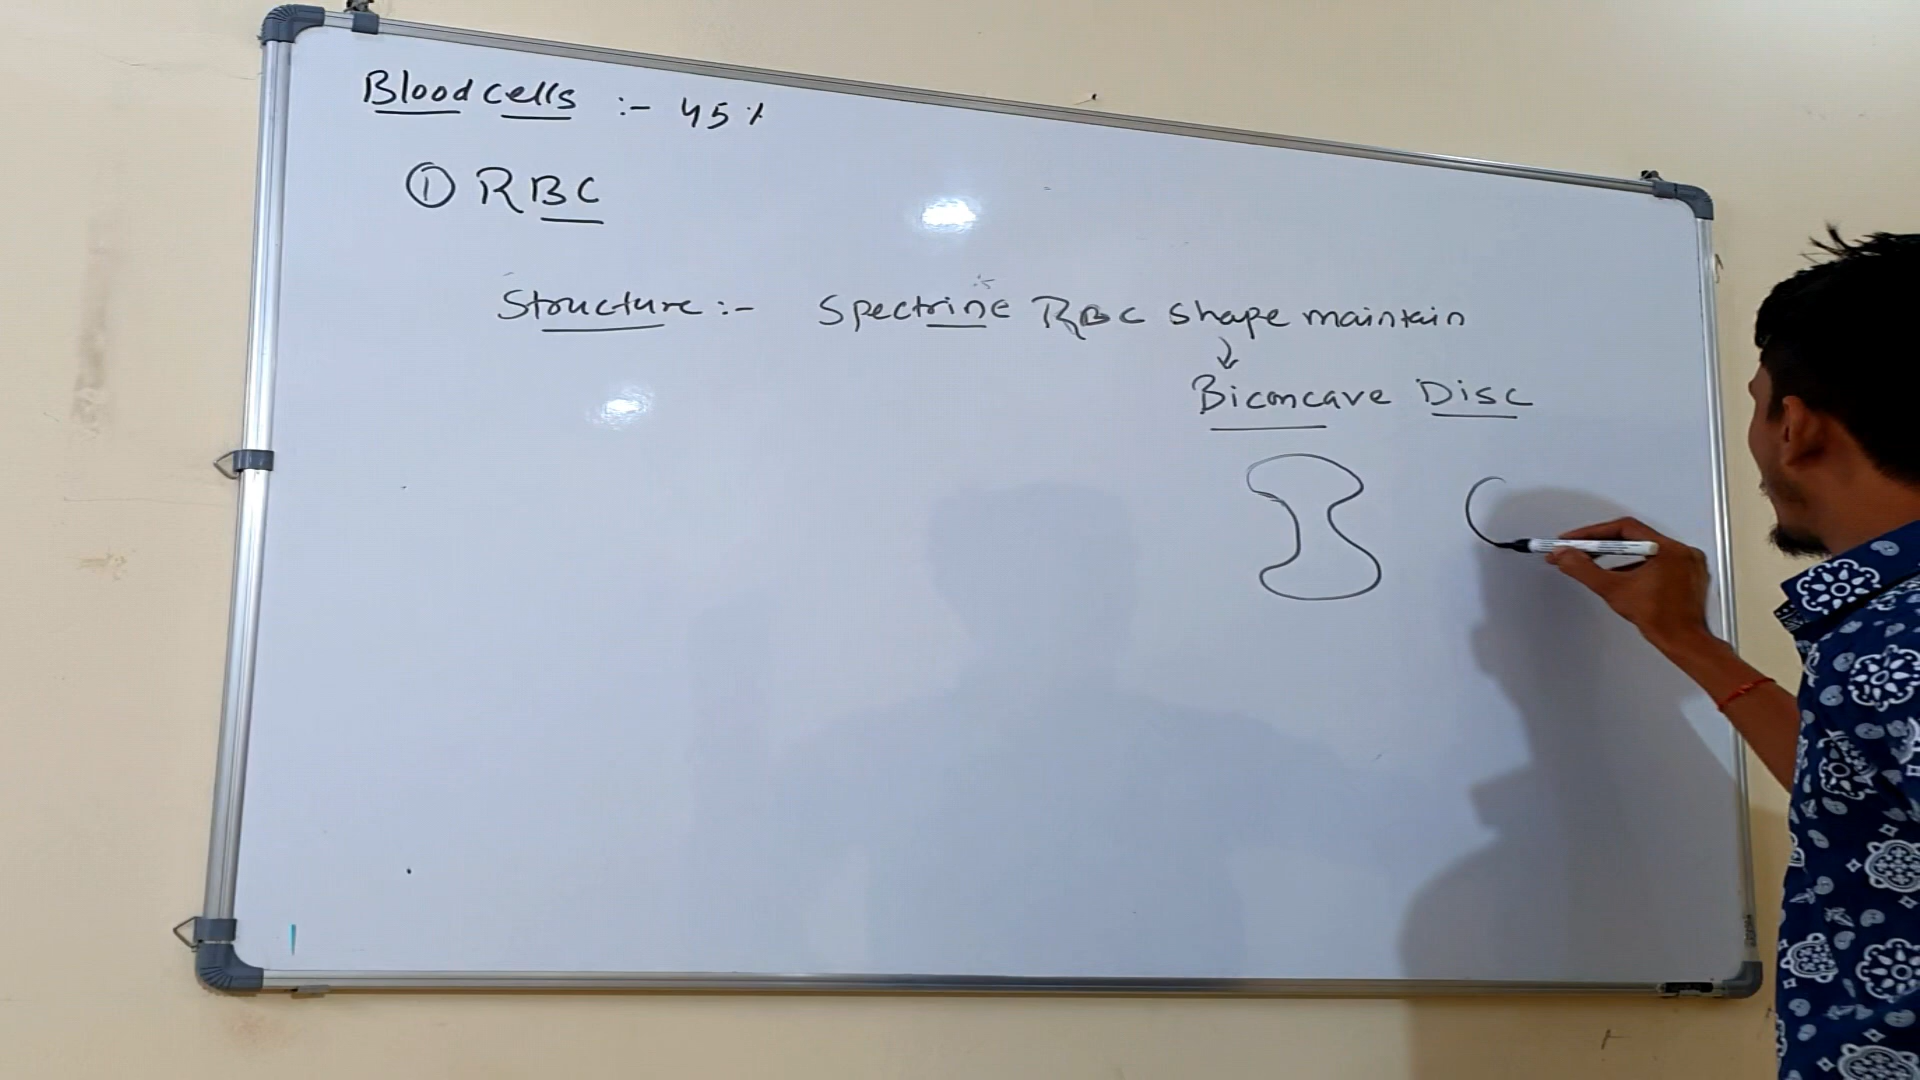 Blood cells :- 45%
① RBC
Structure :- Spectrine RBC shape maintain
↓
Biconcave Disc